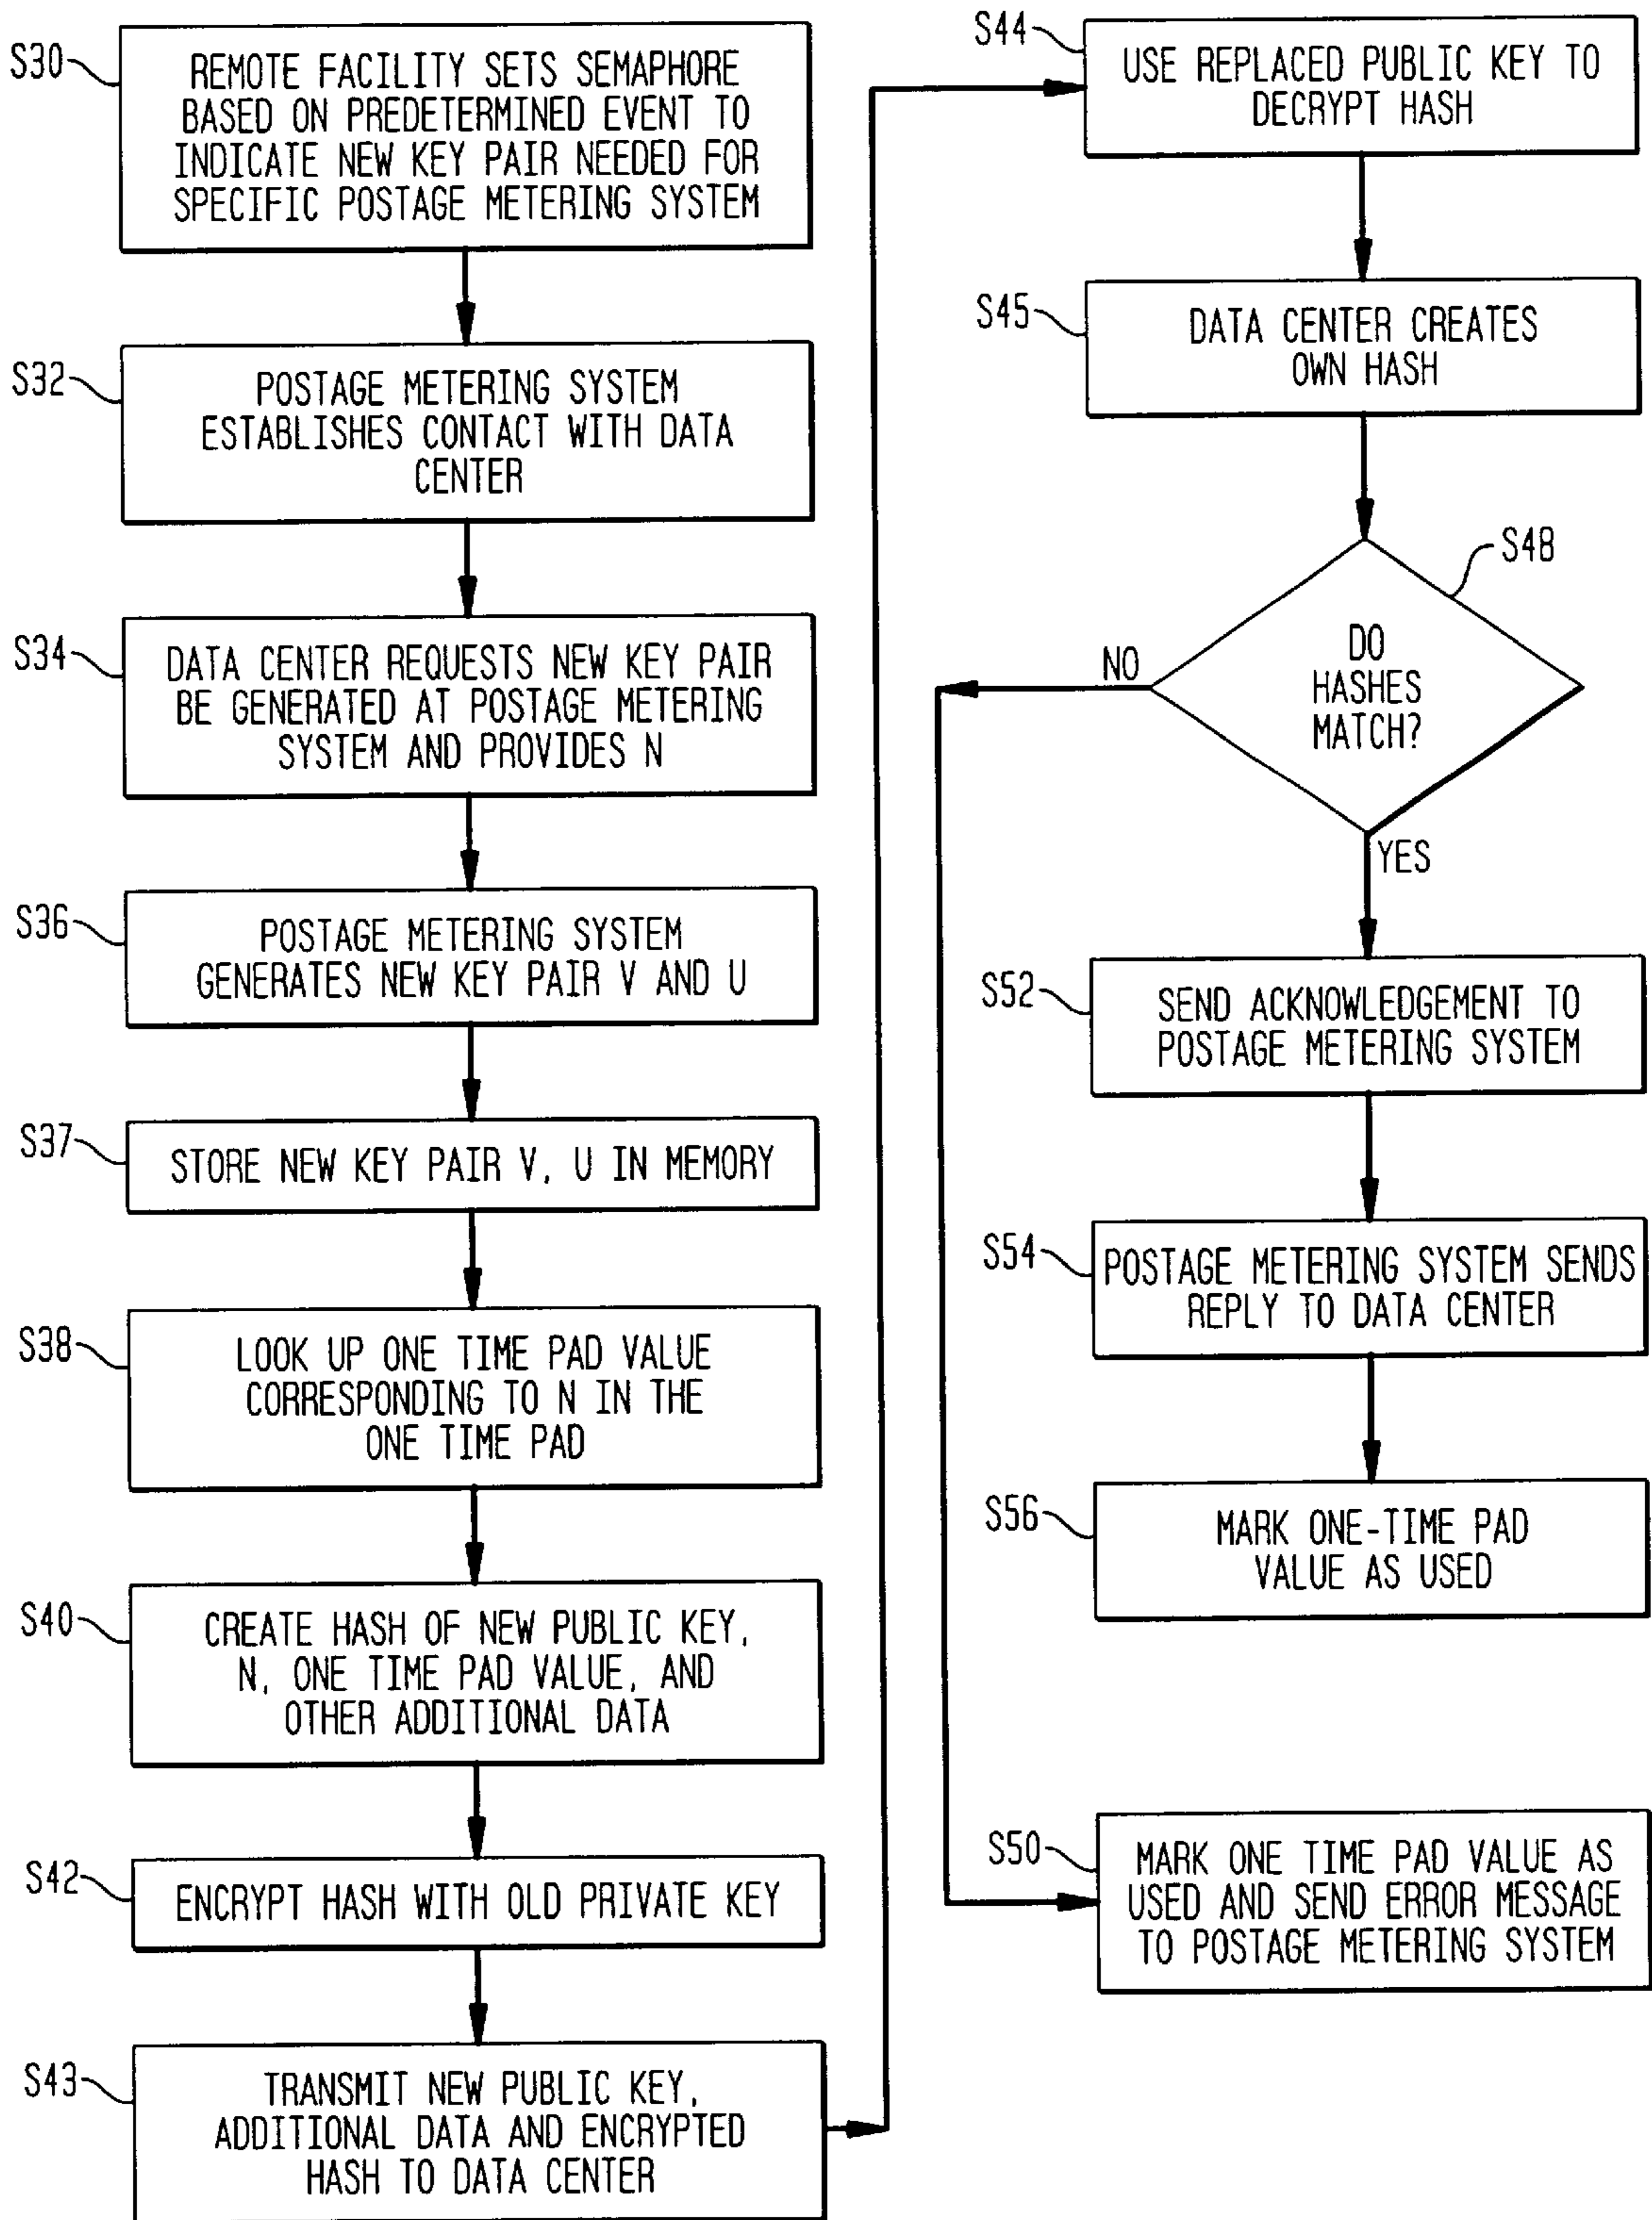 S30
REMOTE FACILITY SETS SEMAPHORE
BASED ON PREDETERMINED EVENT TO
INDICATE NEW KEY PAIR NEEDED FOR
SPECIFIC POSTAGE METERING SYSTEM
S32
POSTAGE METERING SYSTEM
ESTABLISHES CONTACT WITH DATA
CENTER
S34
DATA CENTER REQUESTS NEW KEY PAIR
BE GENERATED AT POSTAGE METERING
SYSTEM AND PROVIDES N
S36
POSTAGE METERING SYSTEM
GENERATES NEW KEY PAIR V AND U
S37
STORE NEW KEY PAIR V, U IN MEMORY
S38
LOOK UP ONE TIME PAD VALUE
CORRESPONDING TO N IN THE
ONE TIME PAD
S40
CREATE HASH OF NEW PUBLIC KEY,
N, ONE TIME PAD VALUE, AND
OTHER ADDITIONAL DATA
S42
ENCRYPT HASH WITH OLD PRIVATE KEY
S43
TRANSMIT NEW PUBLIC KEY,
ADDITIONAL DATA AND ENCRYPTED
HASH TO DATA CENTER
S44
USE REPLACED PUBLIC KEY TO
DECRYPT HASH
S45
DATA CENTER CREATES
OWN HASH
S48
DO
HASHES
MATCH?
NO
YES
S52
SEND ACKNOWLEDGEMENT TO
POSTAGE METERING SYSTEM
S54
POSTAGE METERING SYSTEM SENDS
REPLY TO DATA CENTER
S56
MARK ONE-TIME PAD
VALUE AS USED
S50
MARK ONE TIME PAD VALUE AS
USED AND SEND ERROR MESSAGE
TO POSTAGE METERING SYSTEM